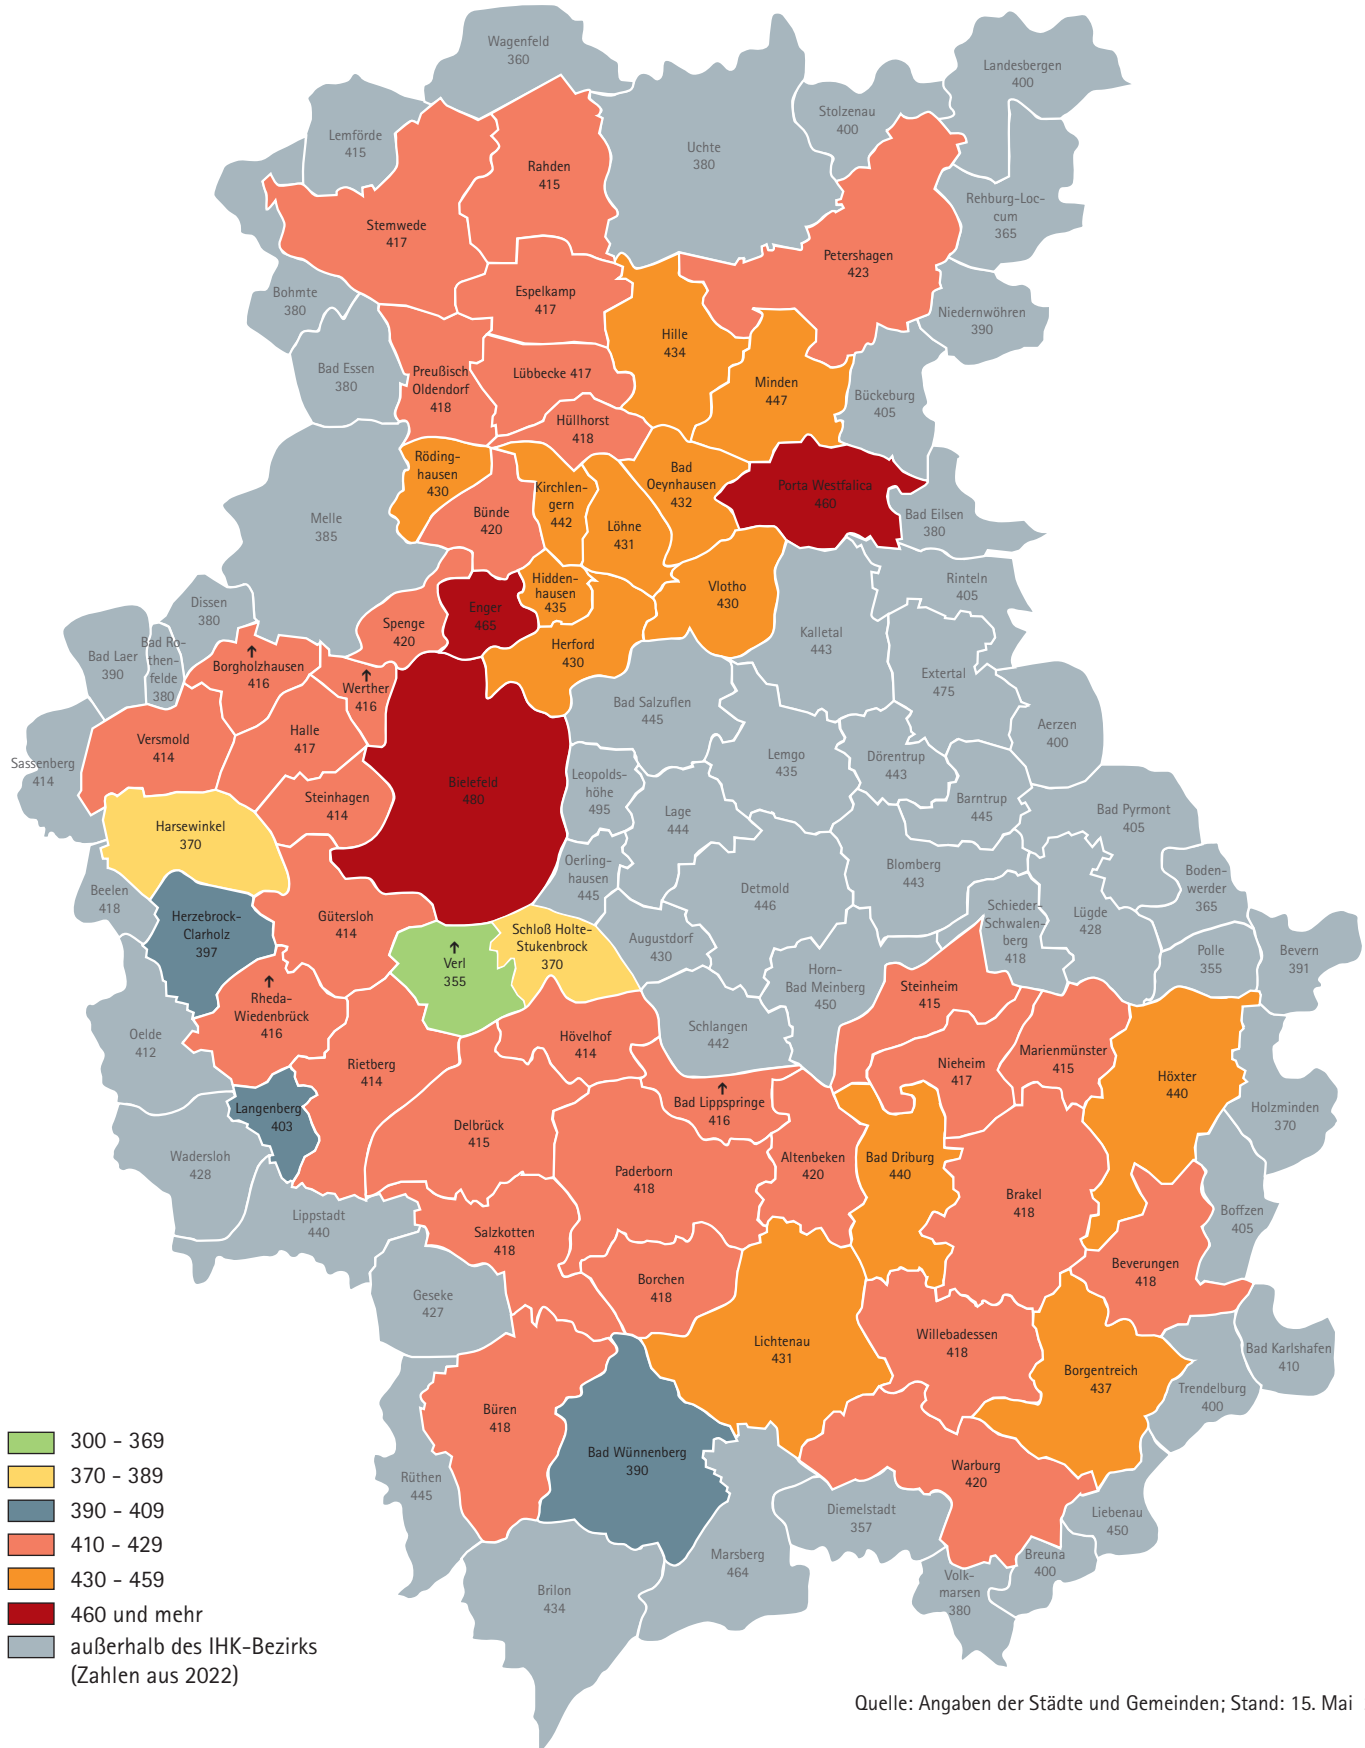 Wagenfeld
360
Landesbergen
400
Stolzenau
400
Lemförde
415
Uchte
380
Rahden
415
Rehburg-Loc-
cum
365
Stemwede
417
Petershagen
423
Bohmte
380
Espelkamp
417
Niedernwöhren
390
Hille
434
Bad Essen
380
Preußisch
Oldendorf
418
Lübbecke 417
Minden
447
Bückeburg
405
Hüllhorst
418
Röding-
hausen
430
Bad
Oeynhausen
432
Kirchlen-
gern
442
Porta Westfalica
460
Melle
385
Bünde
420
Löhne
431
Bad Eilsen
380
Hidden-
hausen
435
Vlotho
430
Rinteln
405
Dissen
380
Enger
465
Spenge
420
Herford
430
Kalletal
443
Bad Laer
390
Bad Ro-
then-
felde
380
↑
Borgholzhausen
416
↑
Werther
416
Extertal
475
Bad Salzuflen
445
Aerzen
400
Versmold
414
Halle
417
Sassenberg
414
Lemgo
435
Dörentrup
443
Bielefeld
480
Leopolds-
höhe
495
Steinhagen
414
Barntrup
445
Lage
444
Bad Pyrmont
405
Harsewinkel
370
Oerling-
hausen
445
Blomberg
443
Boden-
werder
365
Beelen
418
Detmold
446
Herzebrock-
Clarholz
397
Gütersloh
414
Schieder-
Schwalen-
berg
418
Lügde
428
Schloß Holte-
Stukenbrock
370
Augustdorf
430
Polle
355
Bevern
391
↑
Verl
355
Horn-
Bad Meinberg
450
Steinheim
415
↑
Rheda-
Wiedenbrück
416
Oelde
412
Schlangen
442
Hövelhof
414
Rietberg
414
Nieheim
417
Marienmünster
415
Höxter
440
↑
Bad Lippspringe
416
Langenberg
403
Holzminden
370
Delbrück
415
Wadersloh
428
Altenbeken
420
Bad Driburg
440
Paderborn
418
Brakel
418
Lippstadt
440
Boffzen
405
Salzkotten
418
Beverungen
418
Borchen
418
Geseke
427
Lichtenau
431
Willebadessen
418
Bad Karlshafen
410
Borgentreich
437
Trendelburg
400
Büren
418
Bad Wünnenberg
390
Warburg
420
Rüthen
445
Diemelstadt
357
Liebenau
450
Marsberg
464
Breuna
400
Volk-
marsen
380
Brilon
434
300 - 369
370 - 389
390 - 409
410 - 429
430 - 459
460 und mehr
außerhalb des IHK-Bezirks
(Zahlen aus 2022)
Quelle: Angaben der Städte und Gemeinden; Stand: 15. Mai